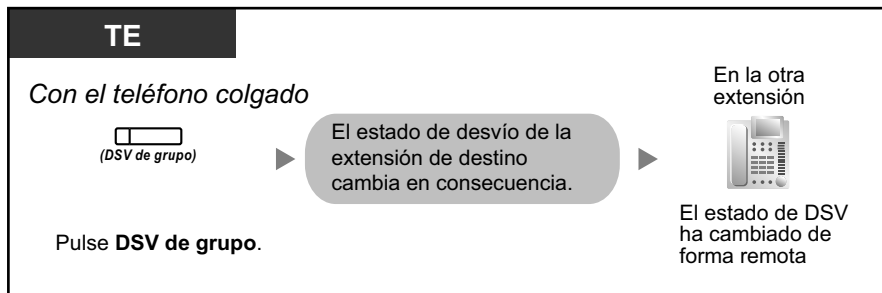 TE
Con el teléfono colgado
(DSV de grupo)
Pulse DSV de grupo.
El estado de desvío de la
extensión de destino
cambia en consecuencia.
En la otra
extensión
El estado de DSV
ha cambiado de
forma remota